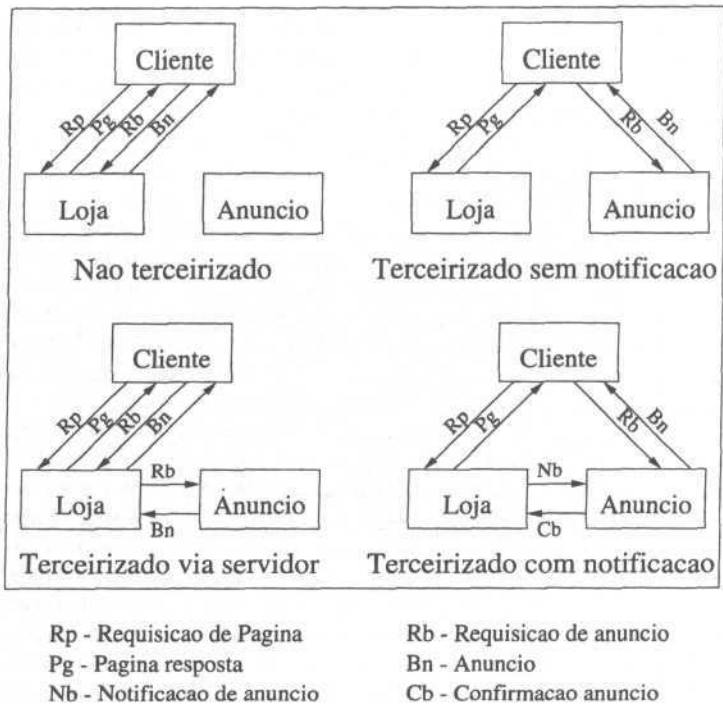 Cliente
Cliente
Rp
Pg
Rb
Bn
Rp
Pg
Rb
Bn
Loja
Anuncio
Loja
Anuncio
Nao terceirizado
Terceirizado sem notificacao
Cliente
Cliente
Rp
Pg
Rb
Bn
Rp
Pg
Rb
Bn
Rb
Nb
Loja
Anuncio
Loja
Anuncio
Bn
Cb
Terceirizado via servidor
Terceirizado com notificacao
Rp - Requisicao de Pagina
Rb - Requisicao de anuncio
Pg - Pagina resposta
Bn - Anuncio
Nb - Notificacao de anuncio
Cb - Confirmacao anuncio